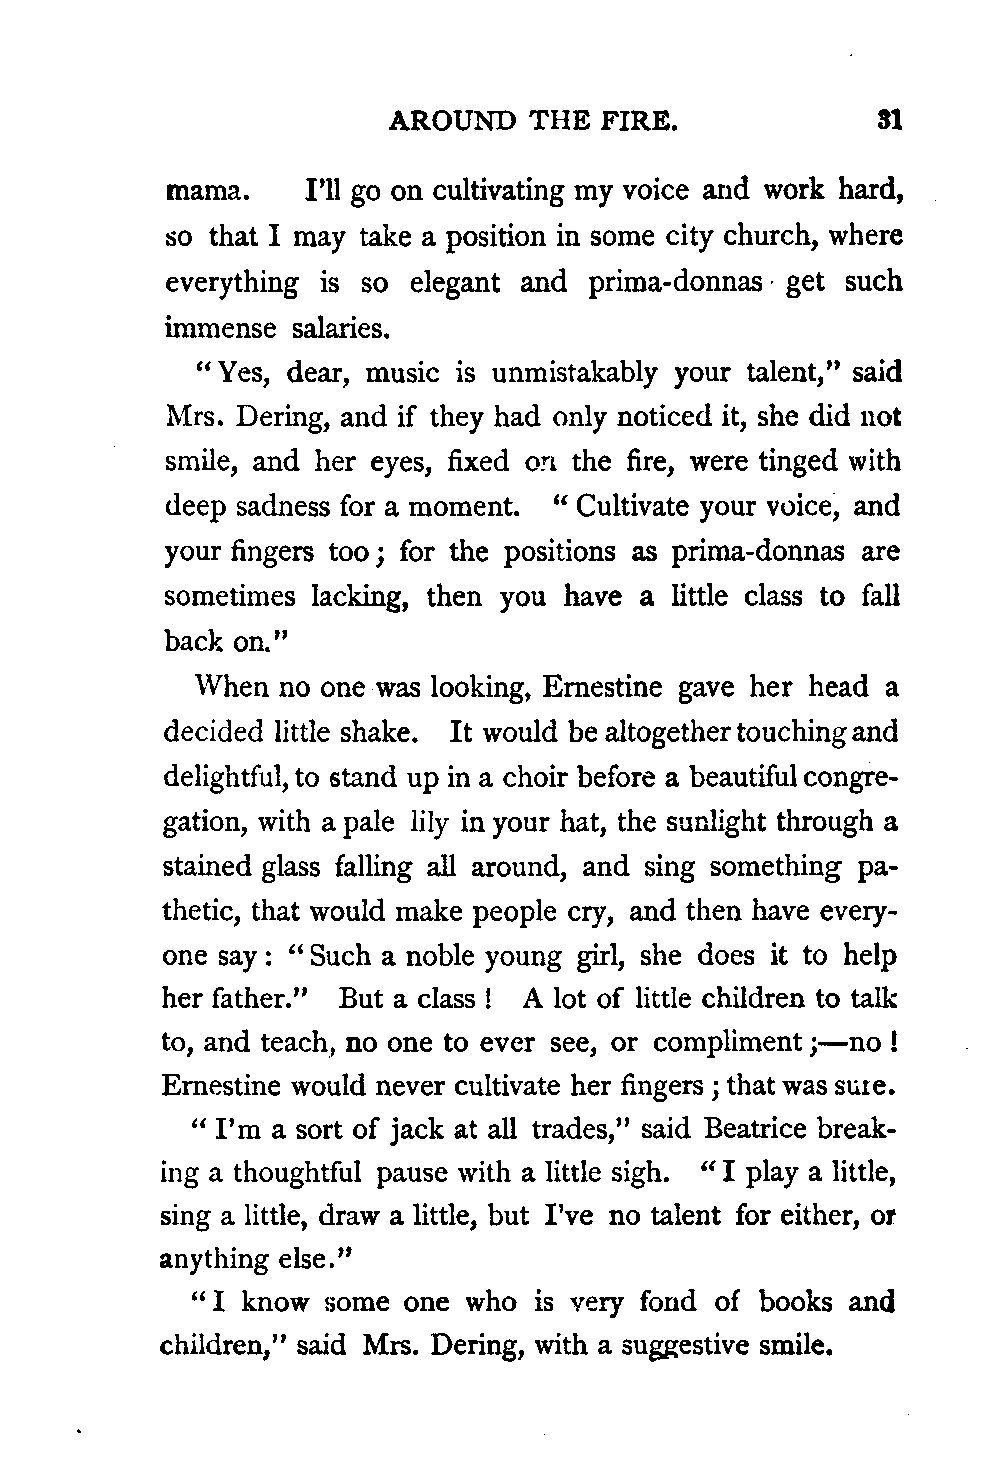 AROUND THE FIRE. 31
mama. I'll go on cultivating my voice and work hard,
so that I may take a position in some city church, where
everything is so elegant and prima-donnas get such
immense salaries.
"Yes, dear, music is unmistakably your talent," said
Mrs. Dering, and if they had only noticed it, she did not
smile, and her eyes, fixed on the fire, were tinged with
deep sadness for a moment. "Cultivate your voice, and
your fingers too; for the positions as prima-donnas are
sometimes lacking, then you have a little class to fall
back on."
When no one was looking, Ernestine gave her head a
decided little shake. It would be altogether touching and
delightful, to stand up in a choir before a beautiful congre-
gation, with a pale lily in your hat, the sunlight through a
stained glass falling all around, and sing something pa-
thetic, that would make people cry, and then have every-
one say: "Such a noble young girl, she does it to help
her father." But a class! A lot of little children to talk
to, and teach, no one to ever see, or compliment;—no!
Ernestine would never cultivate her fingers; that was sure.
"I'm a sort of jack at all trades," said Beatrice break-
ing a thoughtful pause with a little sigh. "I play a little,
sing a little, draw a little, but I've no talent for either, or
anything else."
"I know some one who is very fond of books and
children," said Mrs. Dering, with a suggestive smile.